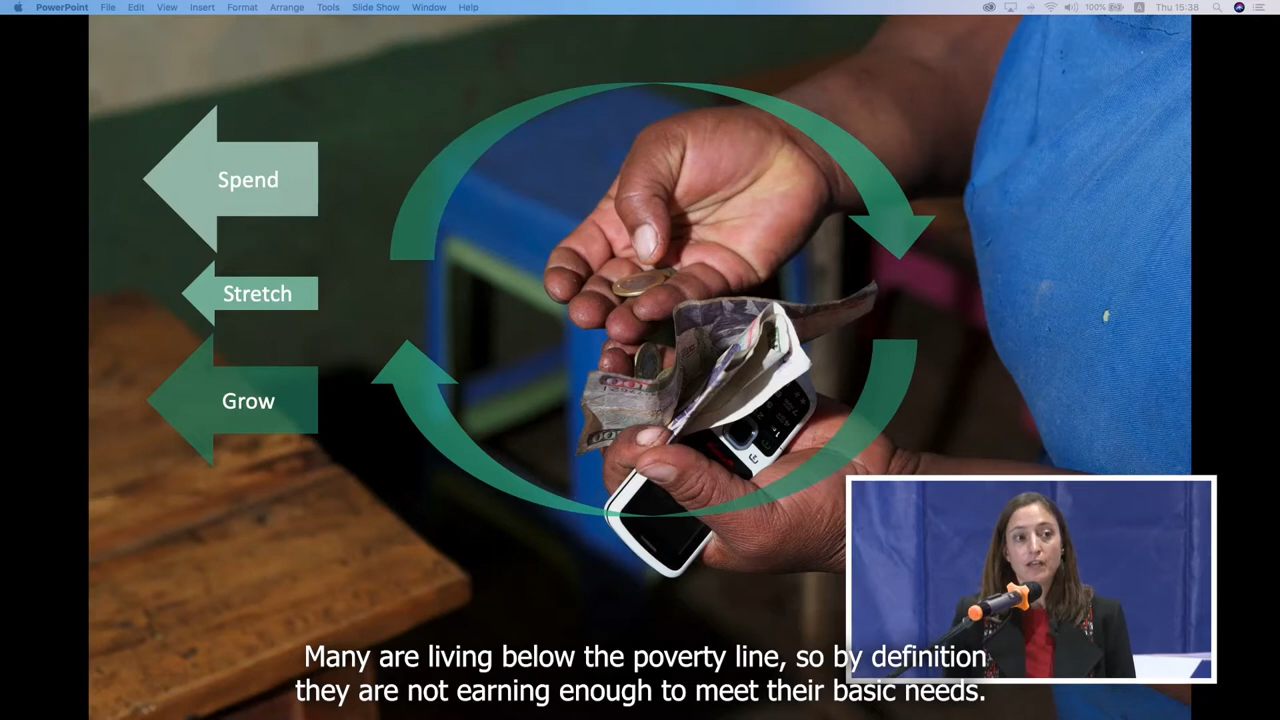 PowerPoint File Edit View Insert Format Arrange Tools Slide Show Window Help 100% A Thu 15:38
Spend
Stretch
Grow
100
Many are living below the poverty line, so by definition
they are not earning enough to meet their basic needs.